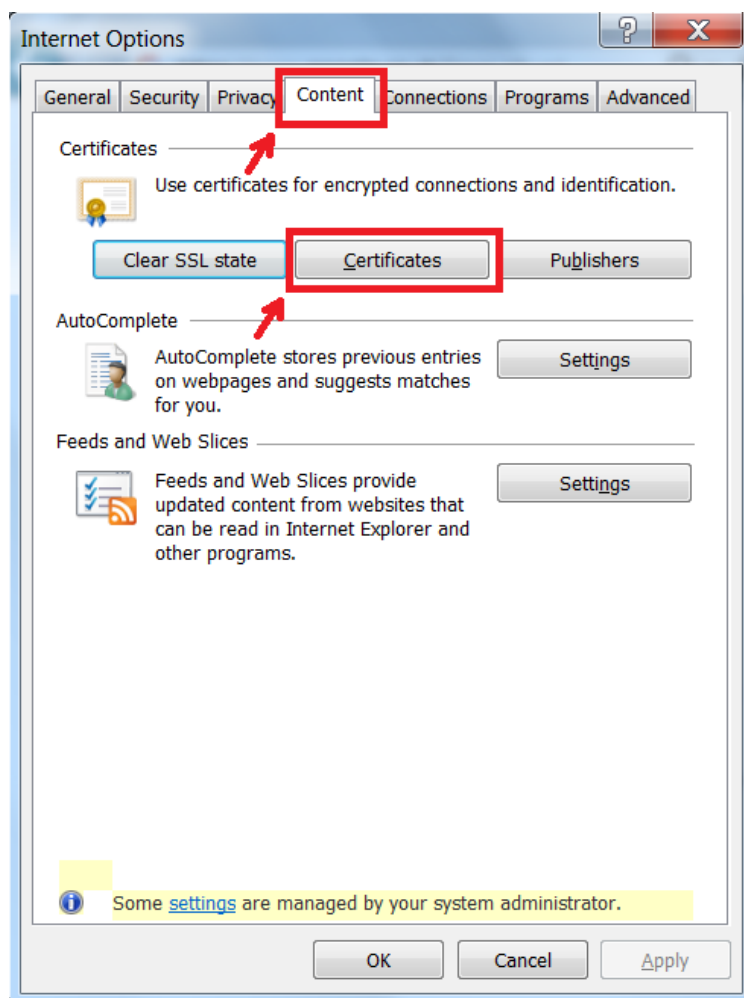 Internet Options
General Security Privacy Content Connections Programs Advanced
Certificates
Use certificates for encrypted connections and identification.
Clear SSL state Certificates Publishers
AutoComplete
AutoComplete stores previous entries
on webpages and suggests matches
for you.
Settings
Feeds and Web Slices
Feeds and Web Slices provide
updated content from websites that
can be read in Internet Explorer and
other programs.
Settings
Some settings are managed by your system administrator.
OK Cancel Apply